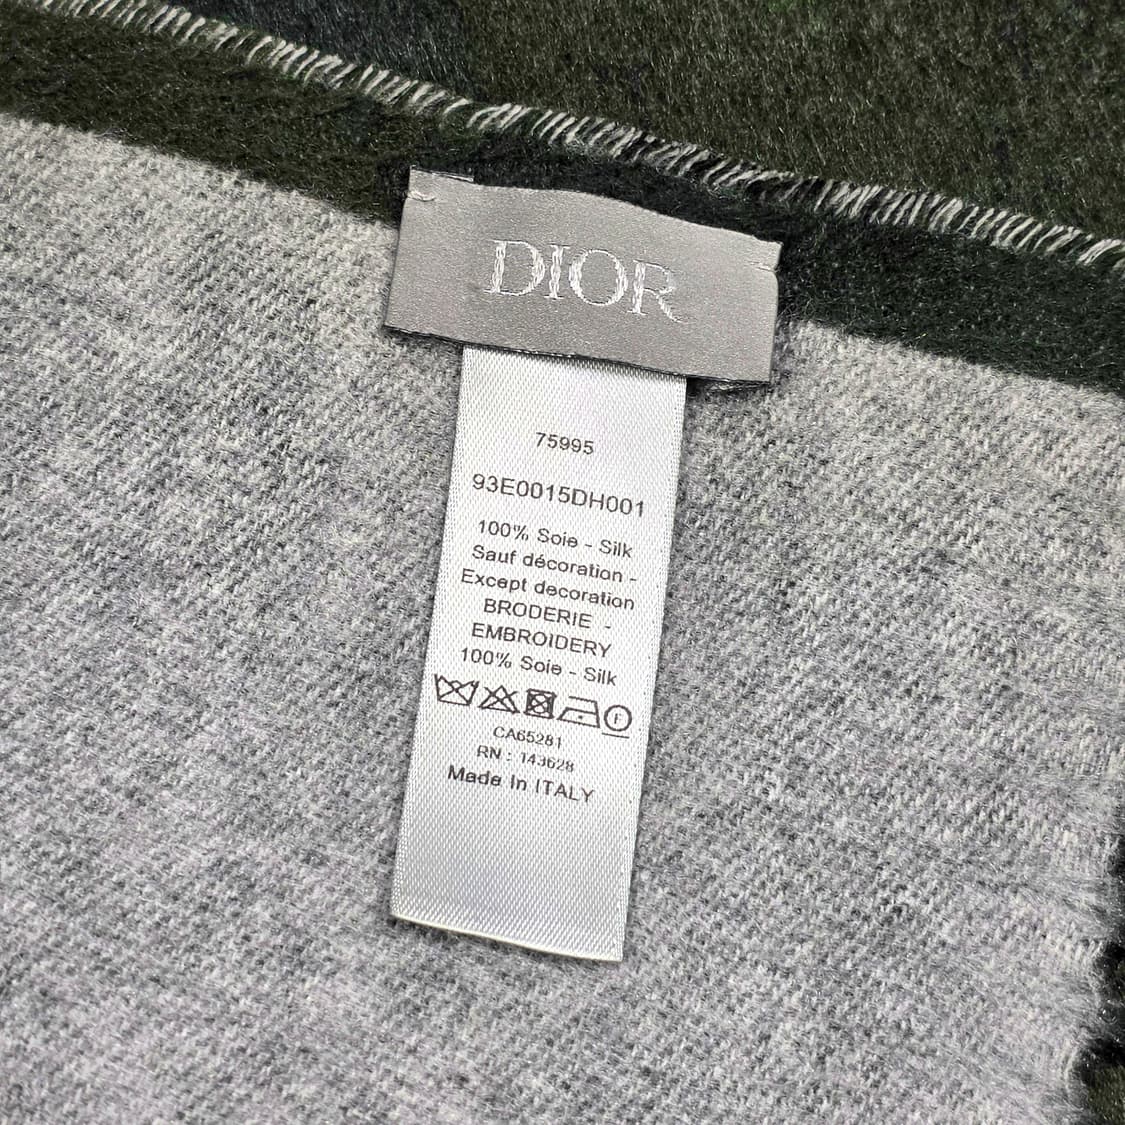 DIOR
75995
93E0015DH001
100% Soie - Silk
Sauf décoration -
Except decoration
BRODERIE -
EMBROIDERY
100% Soie - Silk
F
CA65281
RN : 143628
Made In ITALY